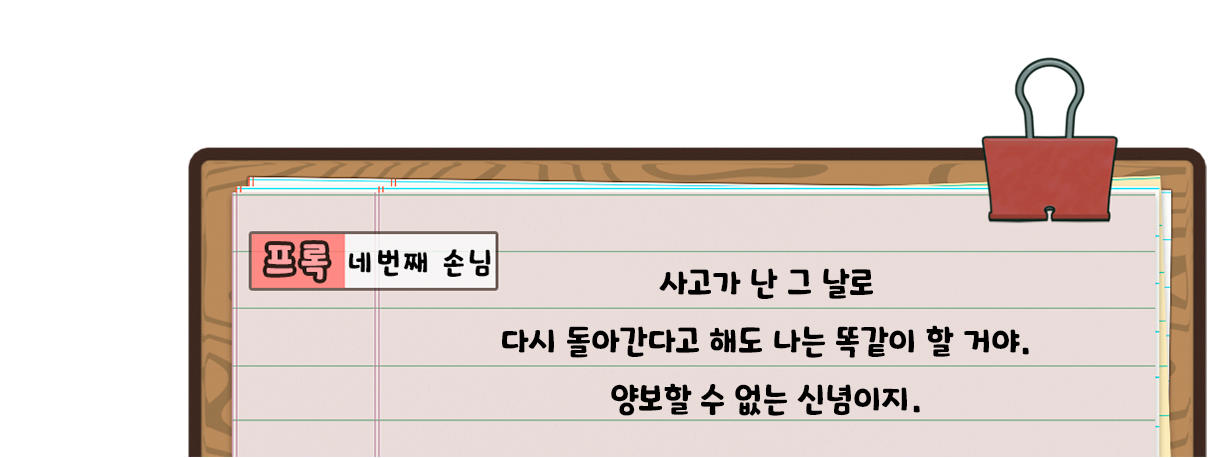 프록 네번째 손님
사고가 난 그 날로
다시 돌아간다고 해도 나는 똑같이 할 거야.
양보할 수 없는 신념이지.